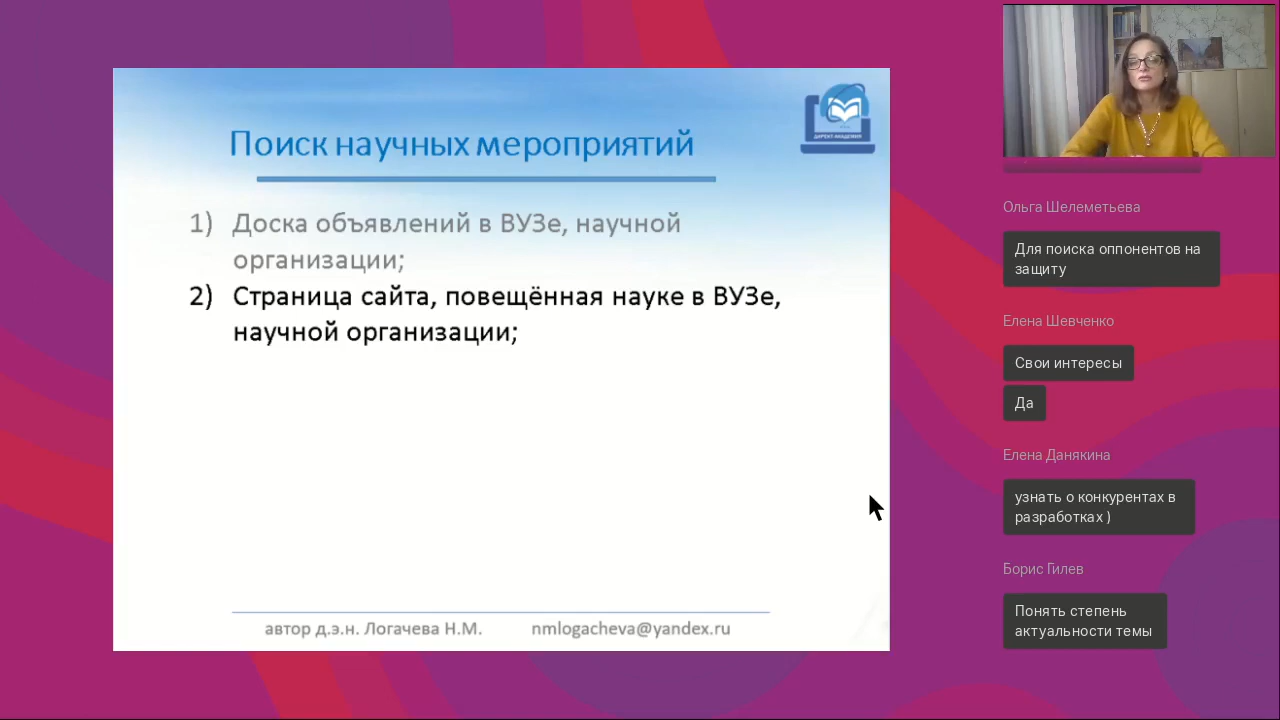 Поиск научных мероприятий
ДИРЕКТ-АКАДЕМИЯ
1) Доска объявлений в ВУЗе, научной
организации;
2) Страница сайта, повещённая науке в ВУЗе,
научной организации;
автор д.э.н. Логачева Н.М. nmlogacheva@yandex.ru
Ольга Шелеметьева
Для поиска оппонентов на
защиту
Елена Шевченко
Свои интересы
Да
Елена Данякина
узнать о конкурентах в
разработках )
Борис Гилев
Понять степень
актуальности темы